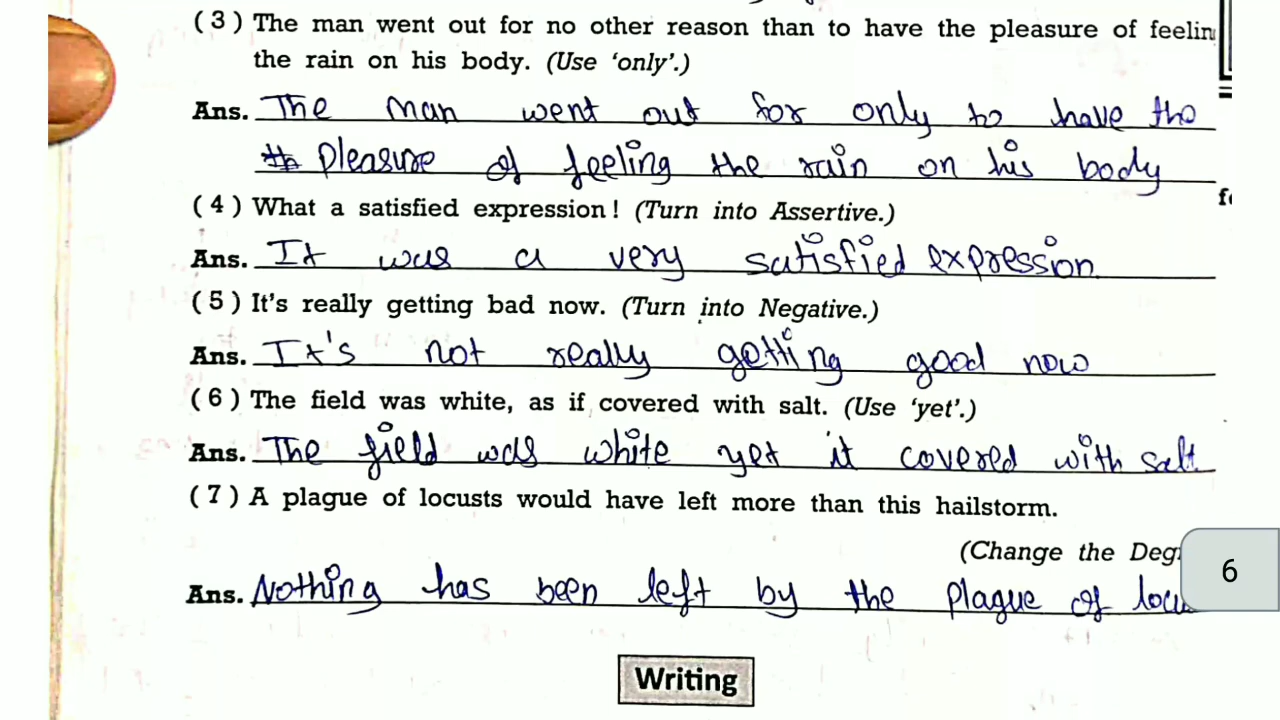 (3) The man went out for no other reason than to have the pleasure of feelin
the rain on his body. (Use ‘only’.)
Ans. The man went out for only to have the
th pleasure of feeling the rain on his body
(4) What a satisfied expression! (Turn into Assertive.)
Ans. It was a very satisfied expression
(5) It's really getting bad now. (Turn into Negative.)
Ans. It's not really getting good now
(6) The field was white, as if covered with salt. (Use ‘yet’.)
Ans. The field was white yet it covered with salt
(7) A plague of locusts would have left more than this hailstorm.
(Change the Deg
6
Ans. Nothing has been left by the plague of locu
Writing